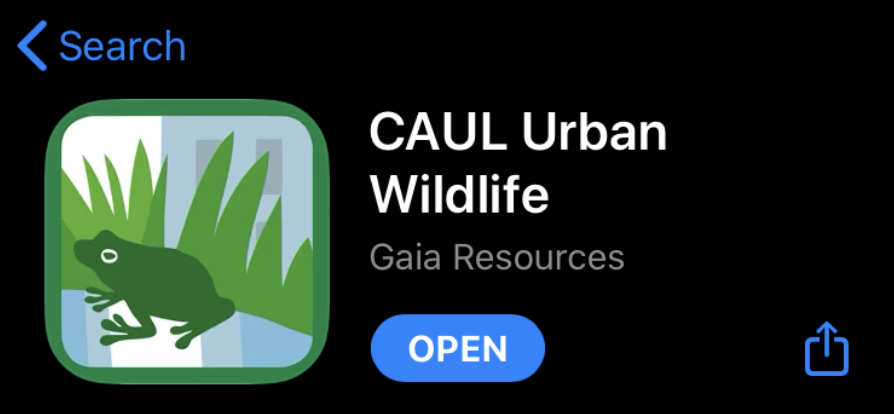 Search
CAUL Urban
Wildlife
Gaia Resources
OPEN